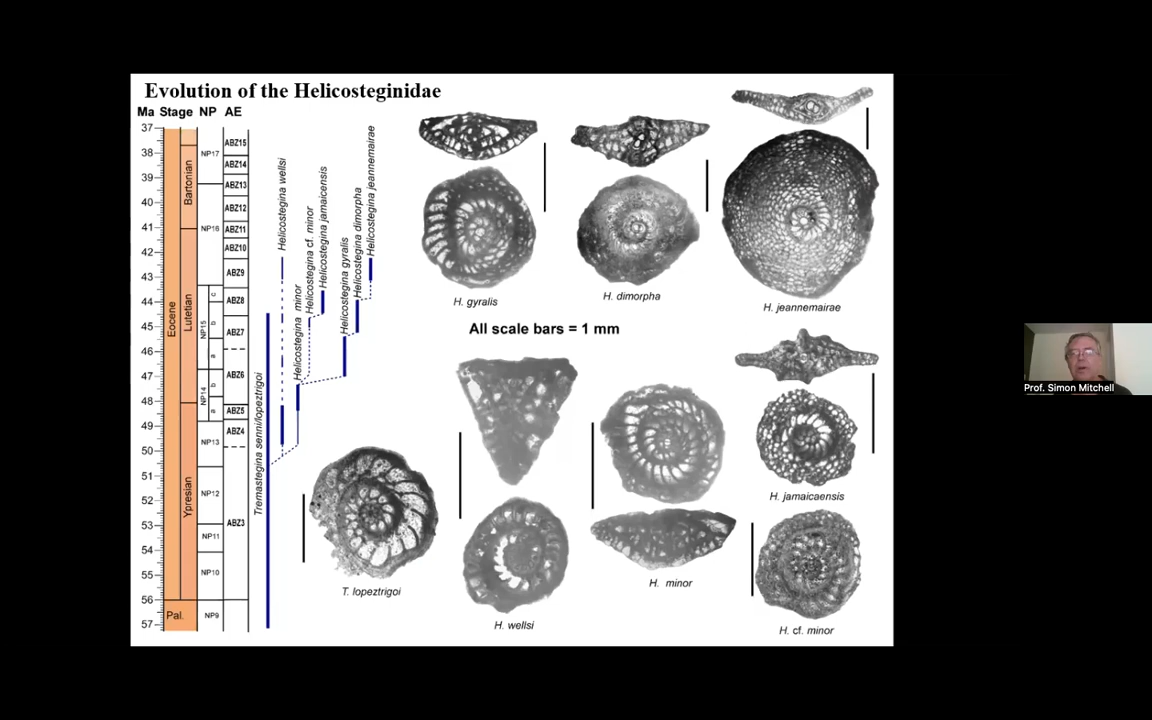 Evolution of the Helicosteginidae
Ma Stage NP AE
37
38
39
40
41
42
43
44
45
46
47
48
49
50
51
52
53
54
55
56
57
Eocene
Pal.
Bartonian
Lutetian
Ypresian
NP17
NP16
NP15
c
b
a
NP14
b
a
NP13
NP12
NP11
NP10
NP9
ABZ15
ABZ14
ABZ13
ABZ12
ABZ11
ABZ10
ABZ9
ABZ8
ABZ7
ABZ6
ABZ5
ABZ4
ABZ3
Tremastegina senni/lopeztrigoi
Helicostegina wellsi
Helicostegina minor
Helicostegina cf. minor
Helicostegina jamaicensis
Helicostegina gyralis
Helicostegina dimorpha
Helicostegina jeannemairae
H. gyralis
H. dimorpha
H. jeannemairae
All scale bars = 1 mm
T. lopeztrigoi
H. wellsi
H. minor
H. jamaicaensis
H. cf. minor
Prof. Simon Mitchell